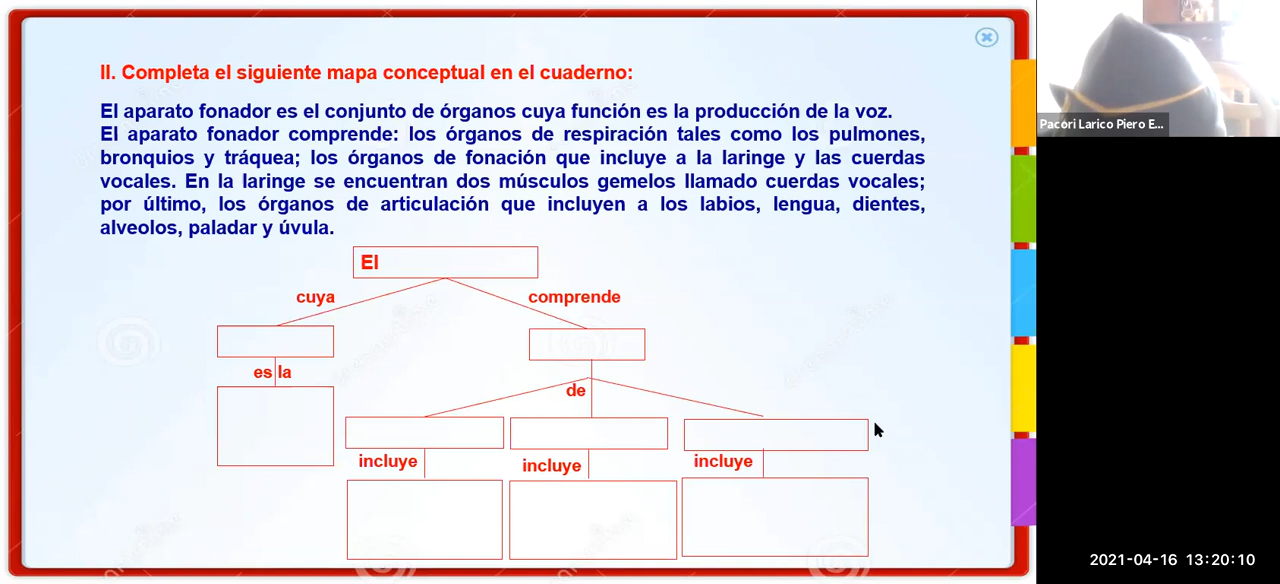 II. Completa el siguiente mapa conceptual en el cuaderno:
El aparato fonador es el conjunto de órganos cuya función es la producción de la voz.
El aparato fonador comprende: los órganos de respiración tales como los pulmones,
bronquios y tráquea; los órganos de fonación que incluye a la laringe y las cuerdas
vocales. En la laringe se encuentran dos músculos gemelos llamado cuerdas vocales;
por último, los órganos de articulación que incluyen a los labios, lengua, dientes,
alveolos, paladar y úvula.
El
cuya
comprende
es la
de
incluye
incluye
incluye
Pacori Larico Piero E...
2021-04-16 13:20:10